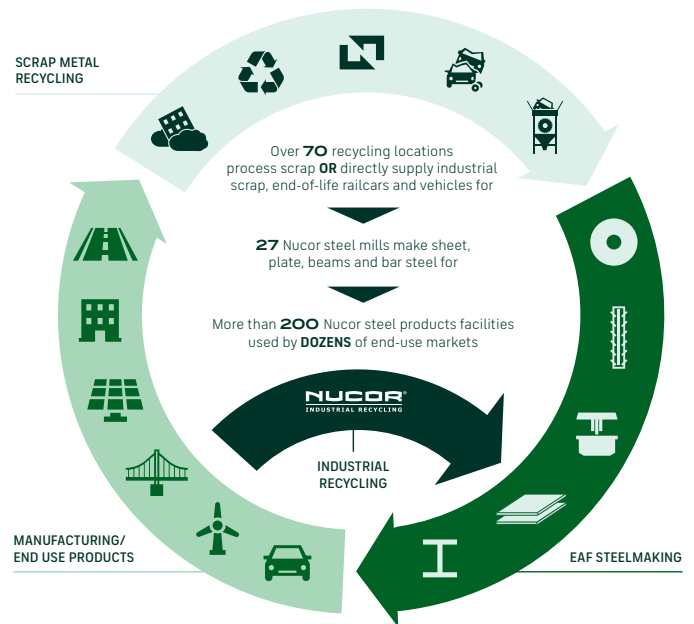 SCRAP METAL
RECYCLING
Over 70 recycling locations
process scrap OR directly supply industrial
scrap, end-of-life railcars and vehicles for
27 Nucor steel mills make sheet,
plate, beams and bar steel for
More than 200 Nucor steel products facilities
used by DOZENS of end-use markets
NUCOR®
INDUSTRIAL RECYCLING
INDUSTRIAL
RECYCLING
MANUFACTURING/
END USE PRODUCTS
EAF STEELMAKING